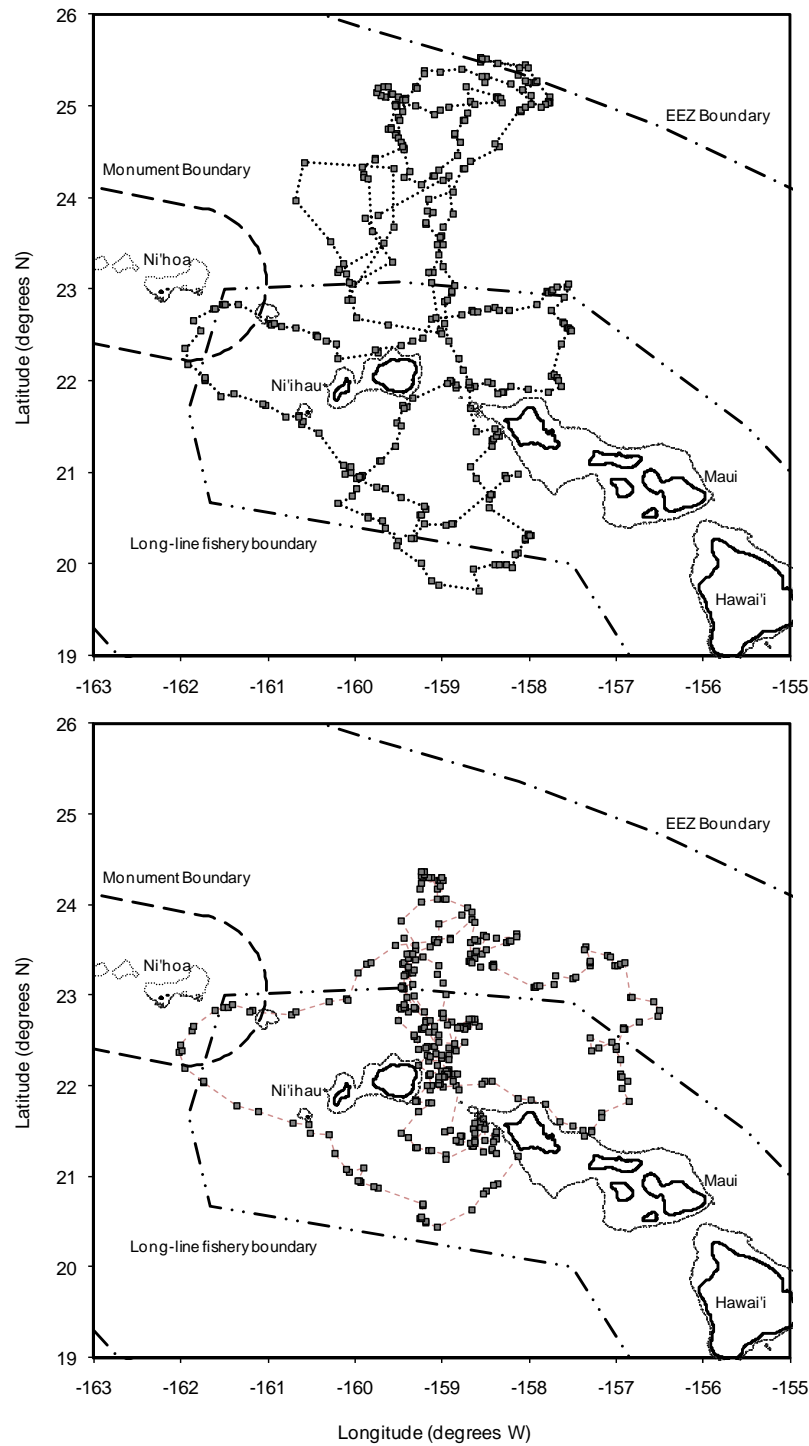 26
25
24
23
22
21
20
19
Latitude (degrees N)
EEZ Boundary
Monument Boundary
Ni'hoa
Ni'ihau
Maui
Long-line fishery boundary
Hawai'i
-163 -162 -161 -160 -159 -158 -157 -156 -155
26
25
24
23
22
21
20
19
Latitude (degrees N)
EEZ Boundary
Monument Boundary
Ni'hoa
Ni'ihau
Maui
Long-line fishery boundary
Hawai'i
-163 -162 -161 -160 -159 -158 -157 -156 -155
Longitude (degrees W)